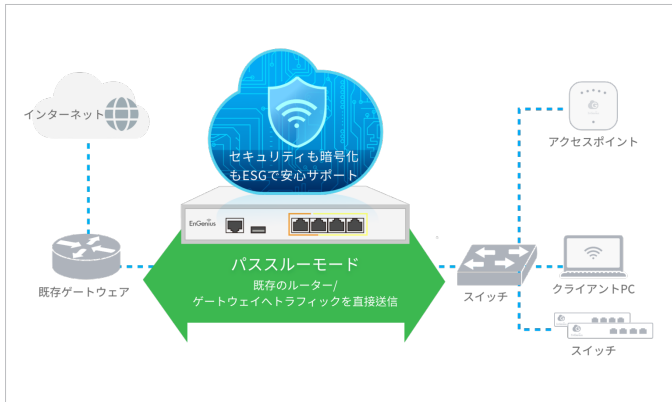 インターネット
セキュリティも暗号化
もESGで安心サポート
アクセスポイント
EnGenius
パススルーモード
既存のルーター/
ゲートウェイへトラフィックを直接送信
既存ゲートウェア
スイッチ
クライアントPC
スイッチ